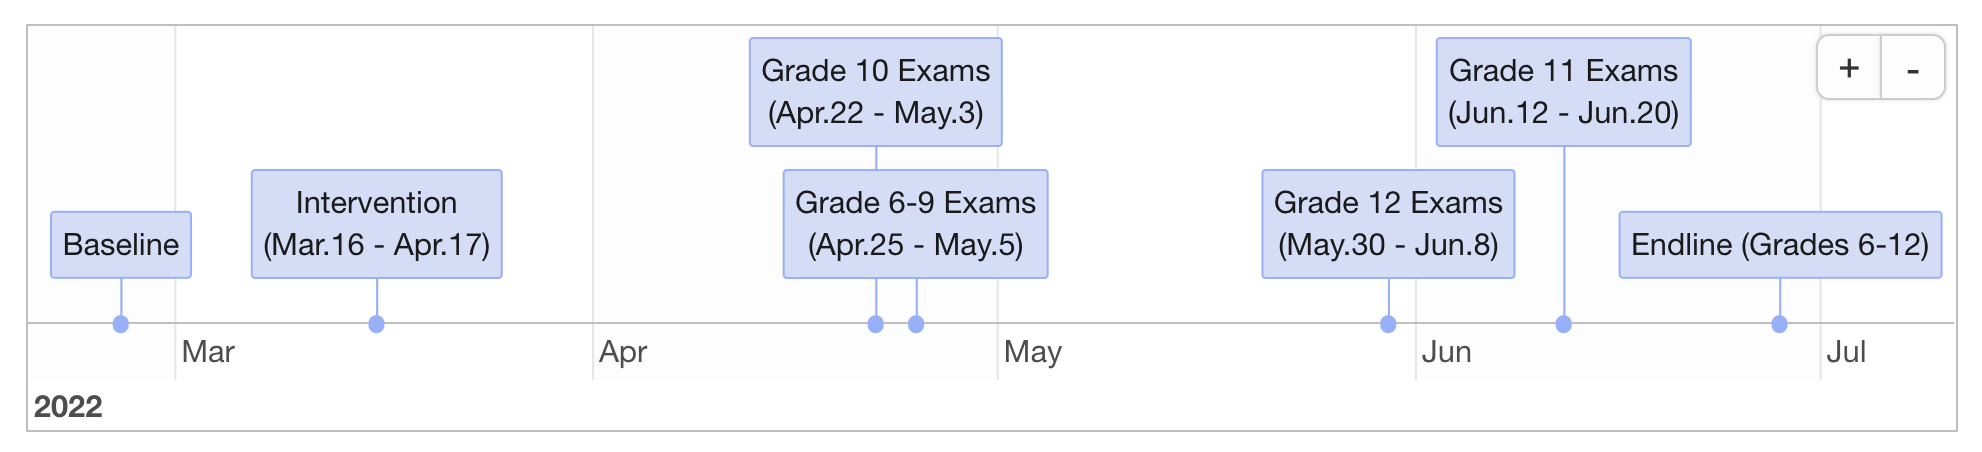 Grade 10 Exams
(Apr.22 - May.3)
Grade 11 Exams
(Jun.12 - Jun.20)
+ -
Baseline
Intervention
(Mar.16 - Apr.17)
Grade 6-9 Exams
(Apr.25 - May.5)
Grade 12 Exams
(May.30 - Jun.8)
Endline (Grades 6-12)
Mar Apr May Jun Jul
2022